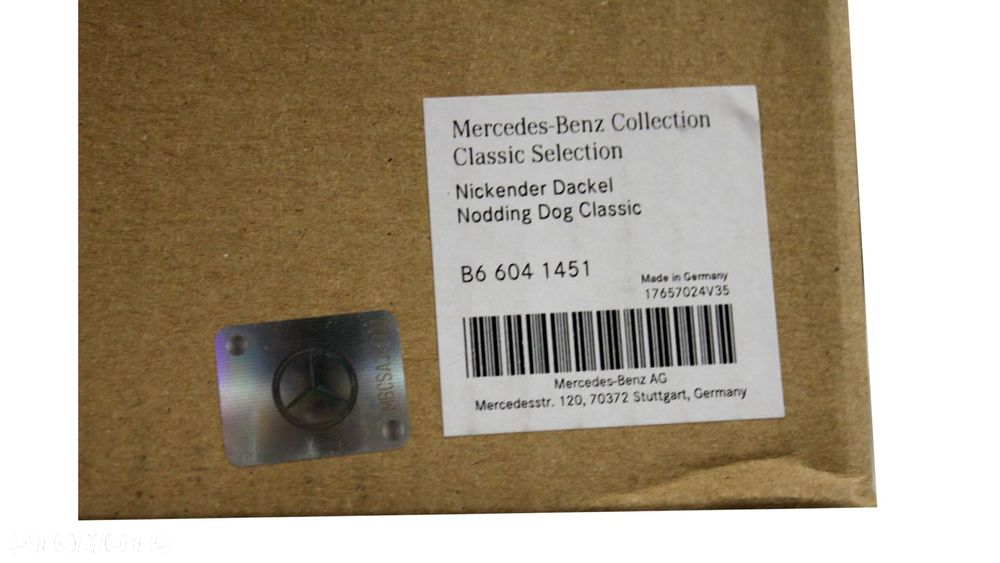 Mercedes-Benz Collection
Classic Selection
Nickender Dackel
Nodding Dog Classic
B6 604 1451
Made in Germany
17657024V35
Mercedes-Benz AG
Mercedesstr. 120, 70372 Stuttgart, Germany
OTOMOTO